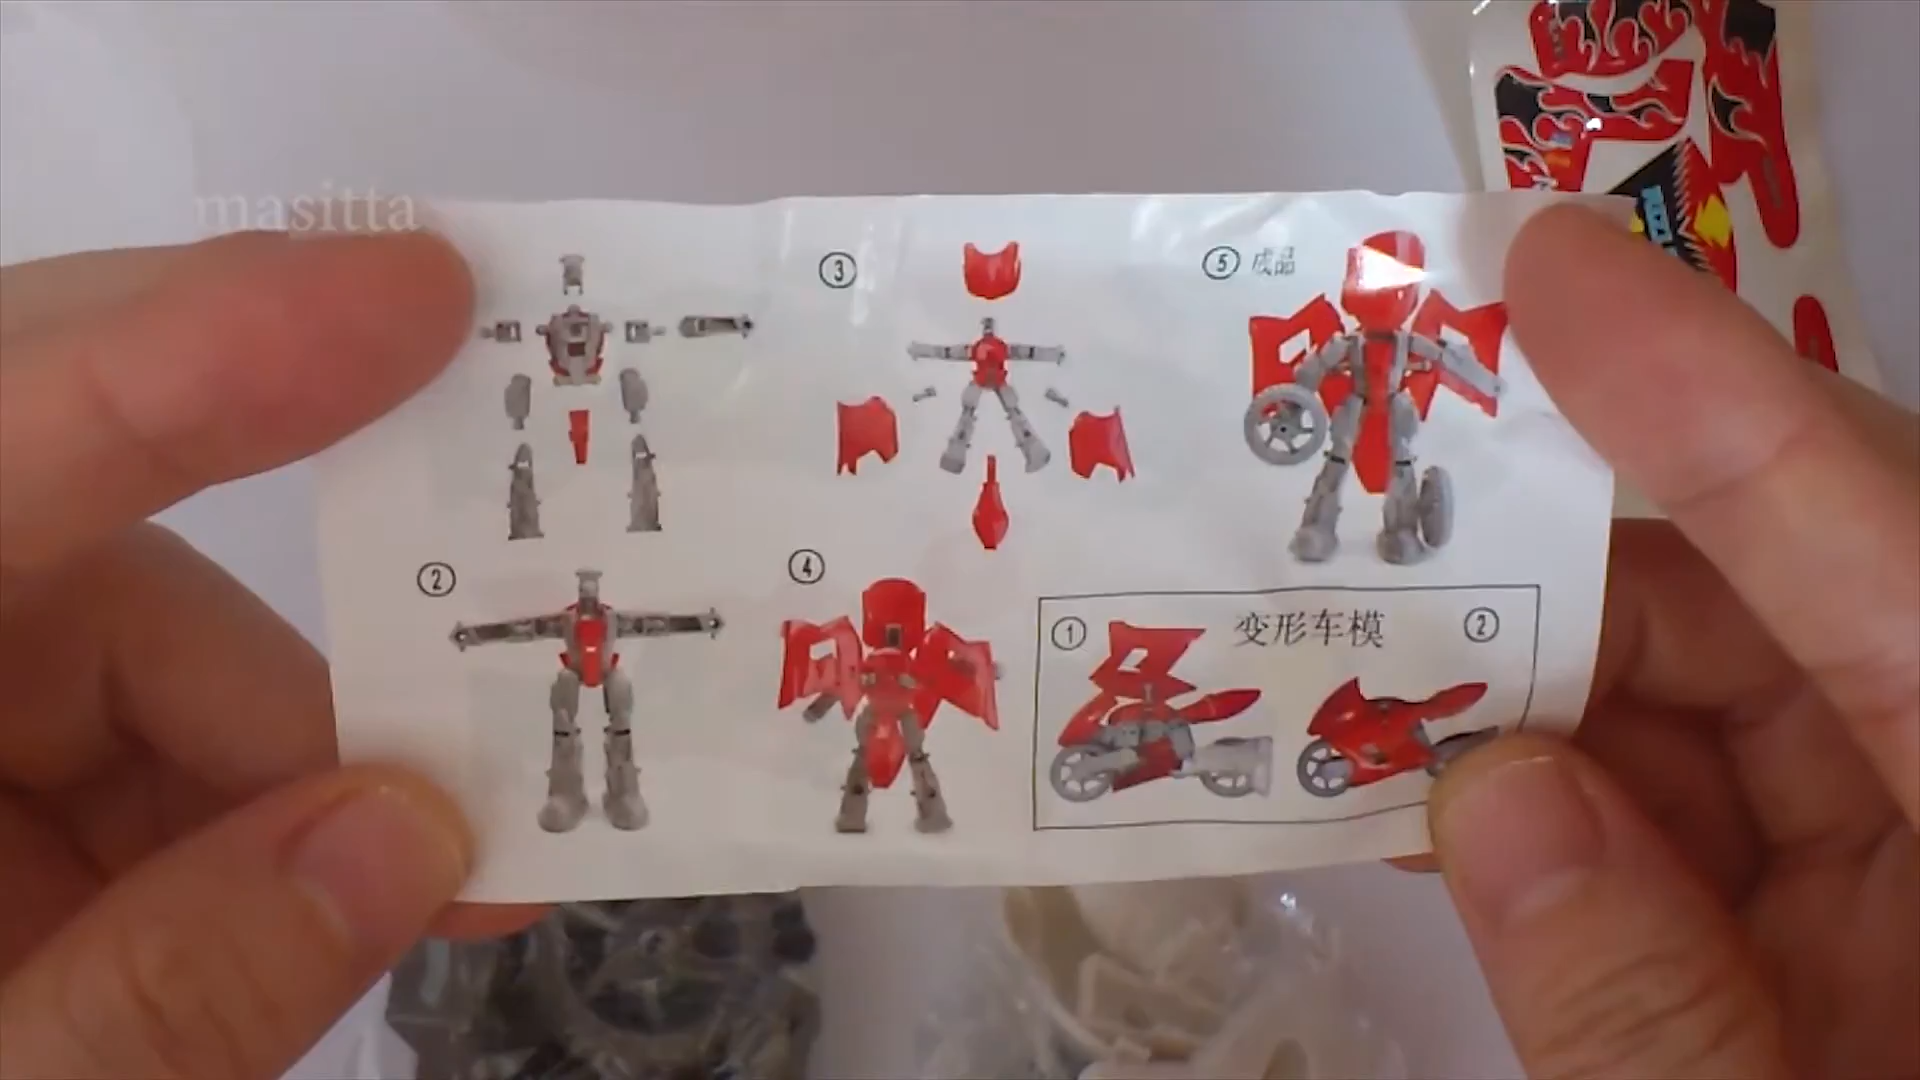 masitta
③
⑤ 成品
②
④
① 变形车模 ②